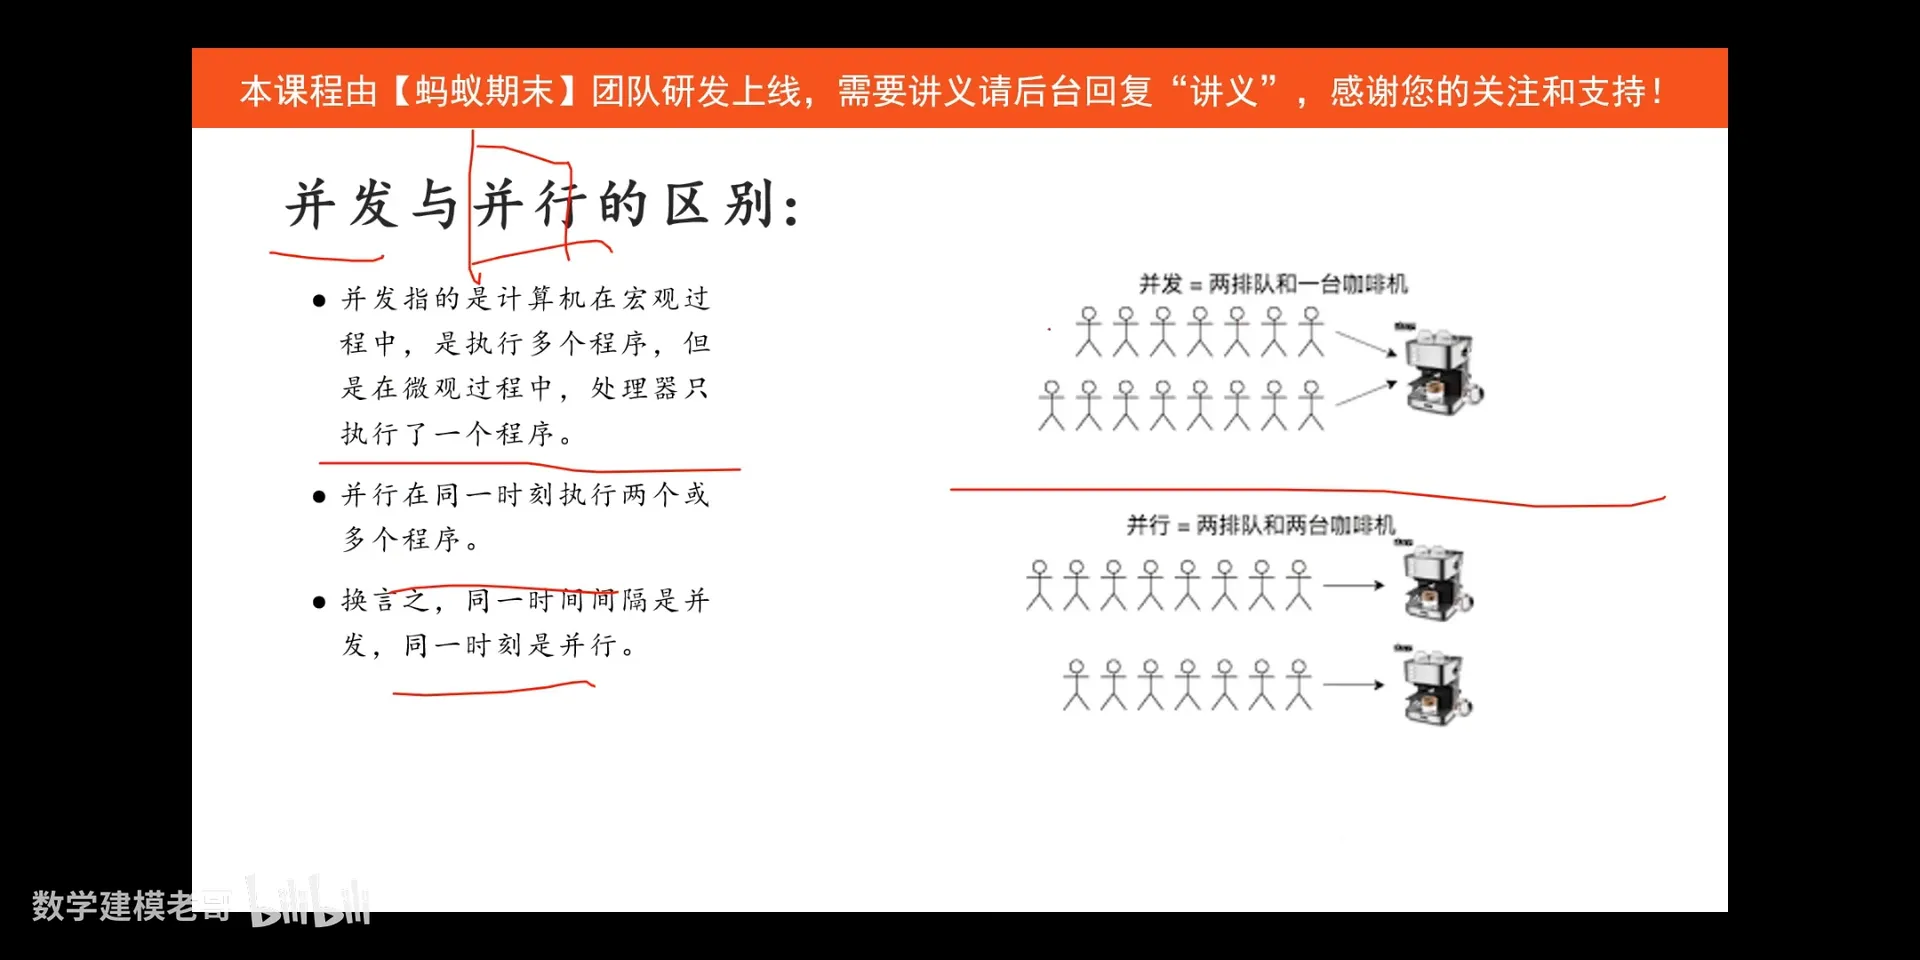 本课程由【蚂蚁期末】团队研发上线，需要讲义请后台回复“讲义”，感谢您的关注和支持！
并发与并行的区别：
● 并发指的是计算机在宏观过
程中，是执行多个程序，但
是在微观过程中，处理器只
执行了一个程序。
● 并行在同一时刻执行两个或
多个程序。
● 换言之，同一时间间隔是并
发，同一时刻是并行。
并发 = 两排队和一台咖啡机
并行 = 两排队和两台咖啡机
数学建模老哥 bilibili